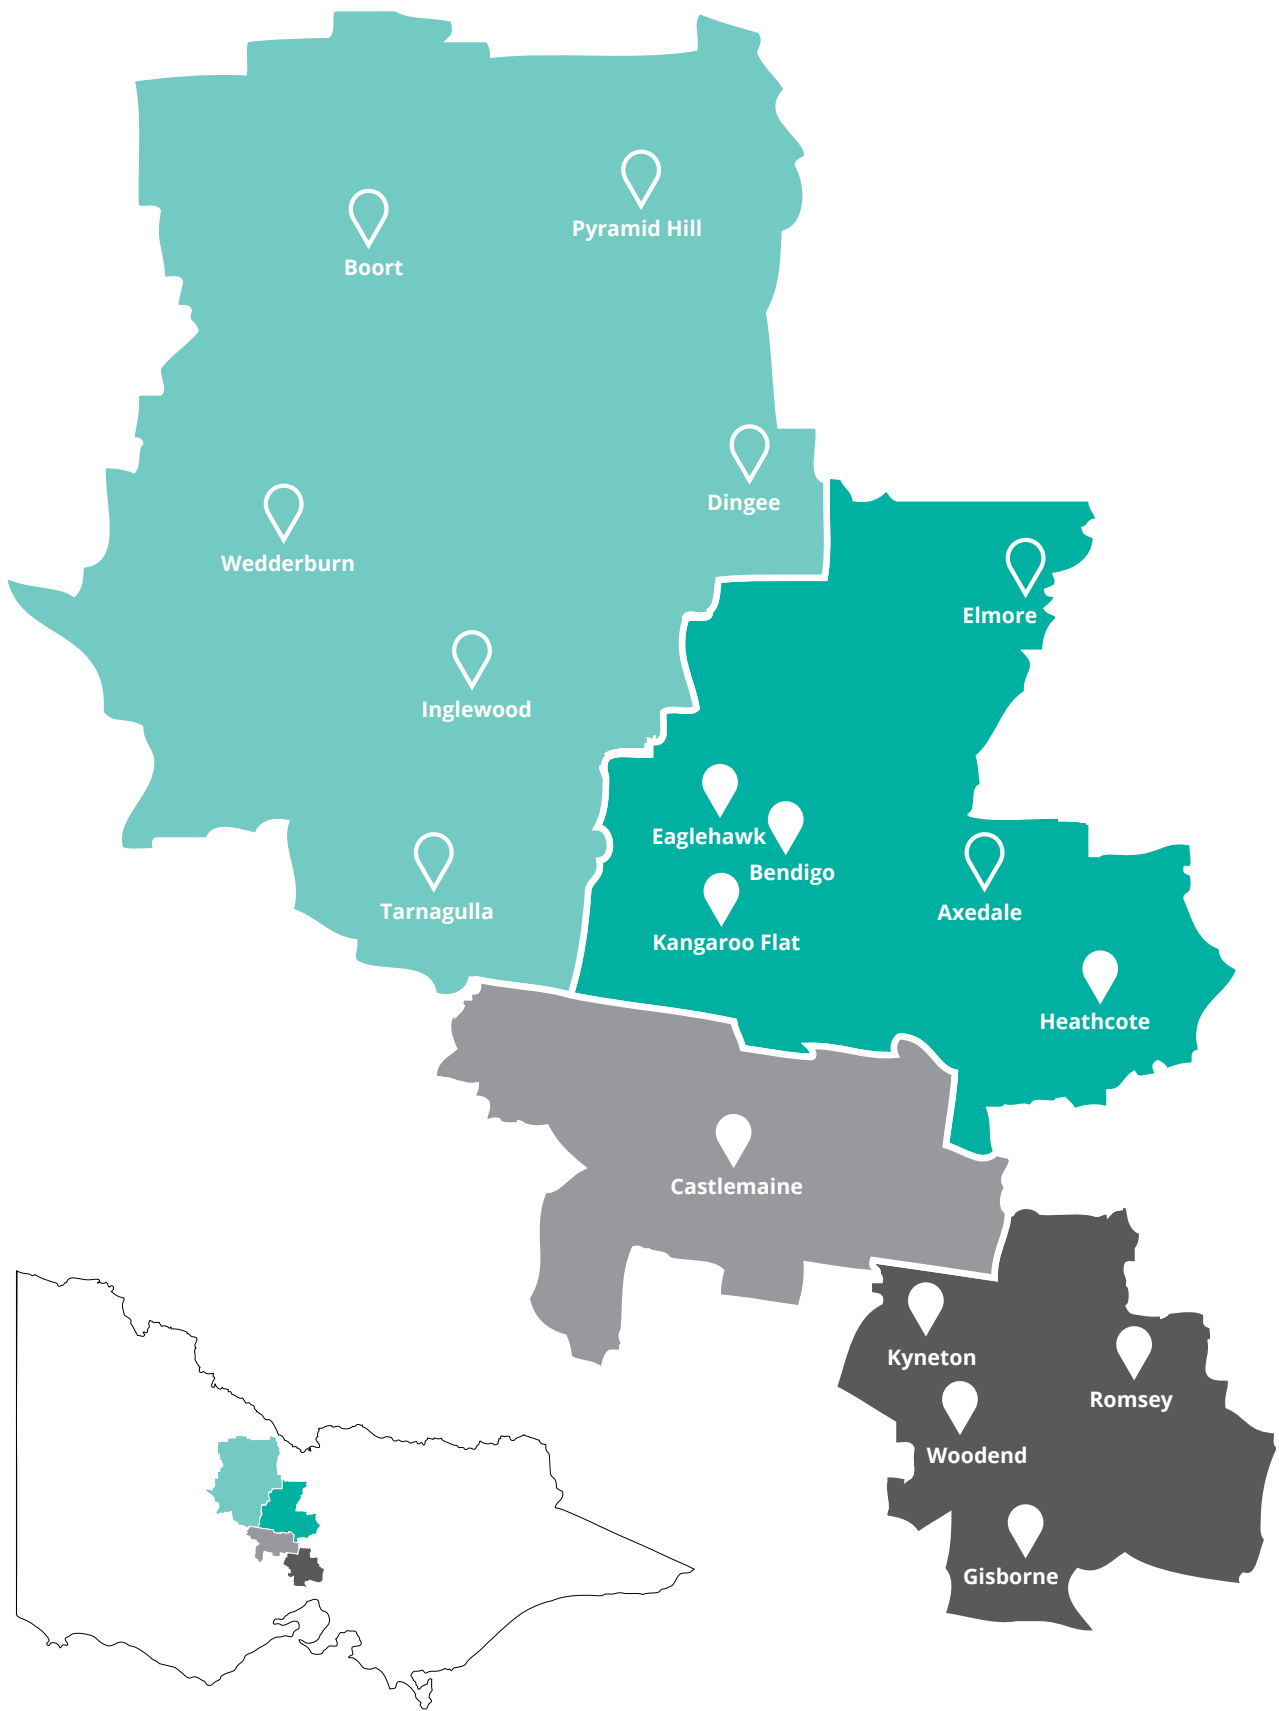 Pyramid Hill
Boort
Dingee
Wedderburn
Elmore
Inglewood
Eaglehawk
Bendigo
Tarnagulla
Axedale
Kangaroo Flat
Heathcote
Castlemaine
Kyneton
Romsey
Woodend
Gisborne